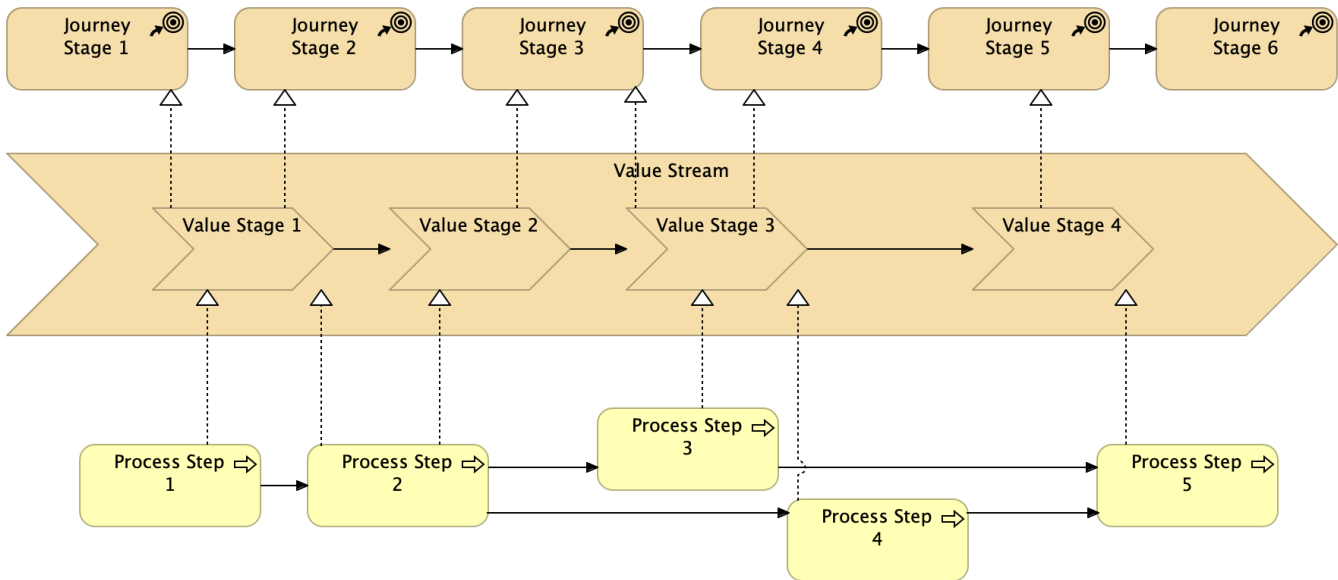 Journey
Stage 1
Journey
Stage 2
Journey
Stage 3
Journey
Stage 4
Journey
Stage 5
Journey
Stage 6
Value Stream
Value Stage 1
Value Stage 2
Value Stage 3
Value Stage 4
Process Step
1
Process Step
2
Process Step
3
Process Step
4
Process Step
5